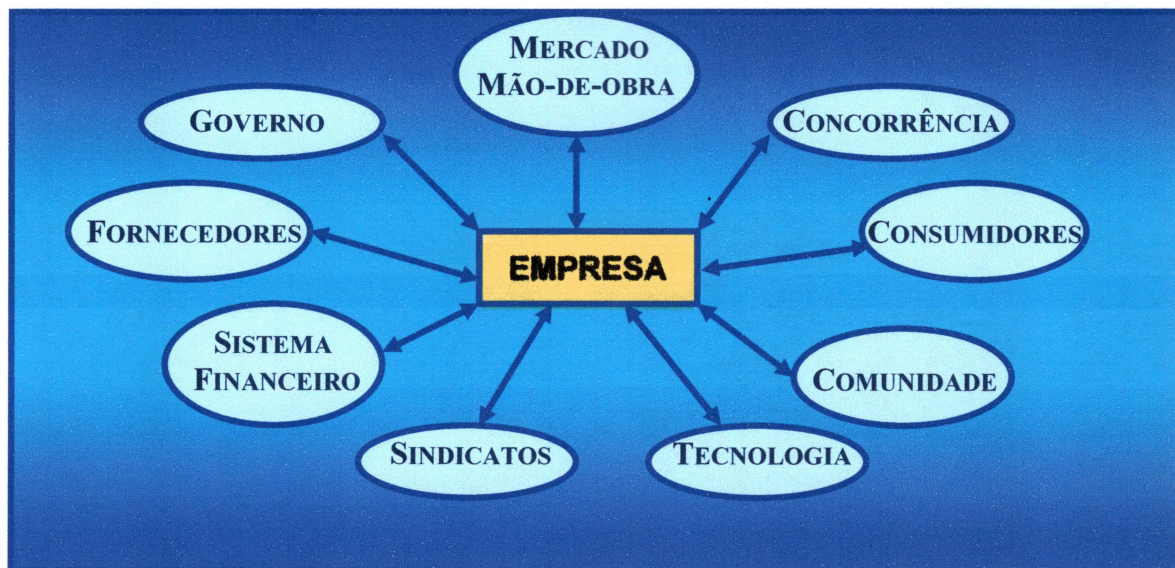 MERCADO
MÃO-DE-OBRA
GOVERNO
CONCORRÊNCIA
FORNECEDORES
CONSUMIDORES
EMPRESA
SISTEMA
FINANCEIRO
COMUNIDADE
SINDICATOS
TECNOLOGIA